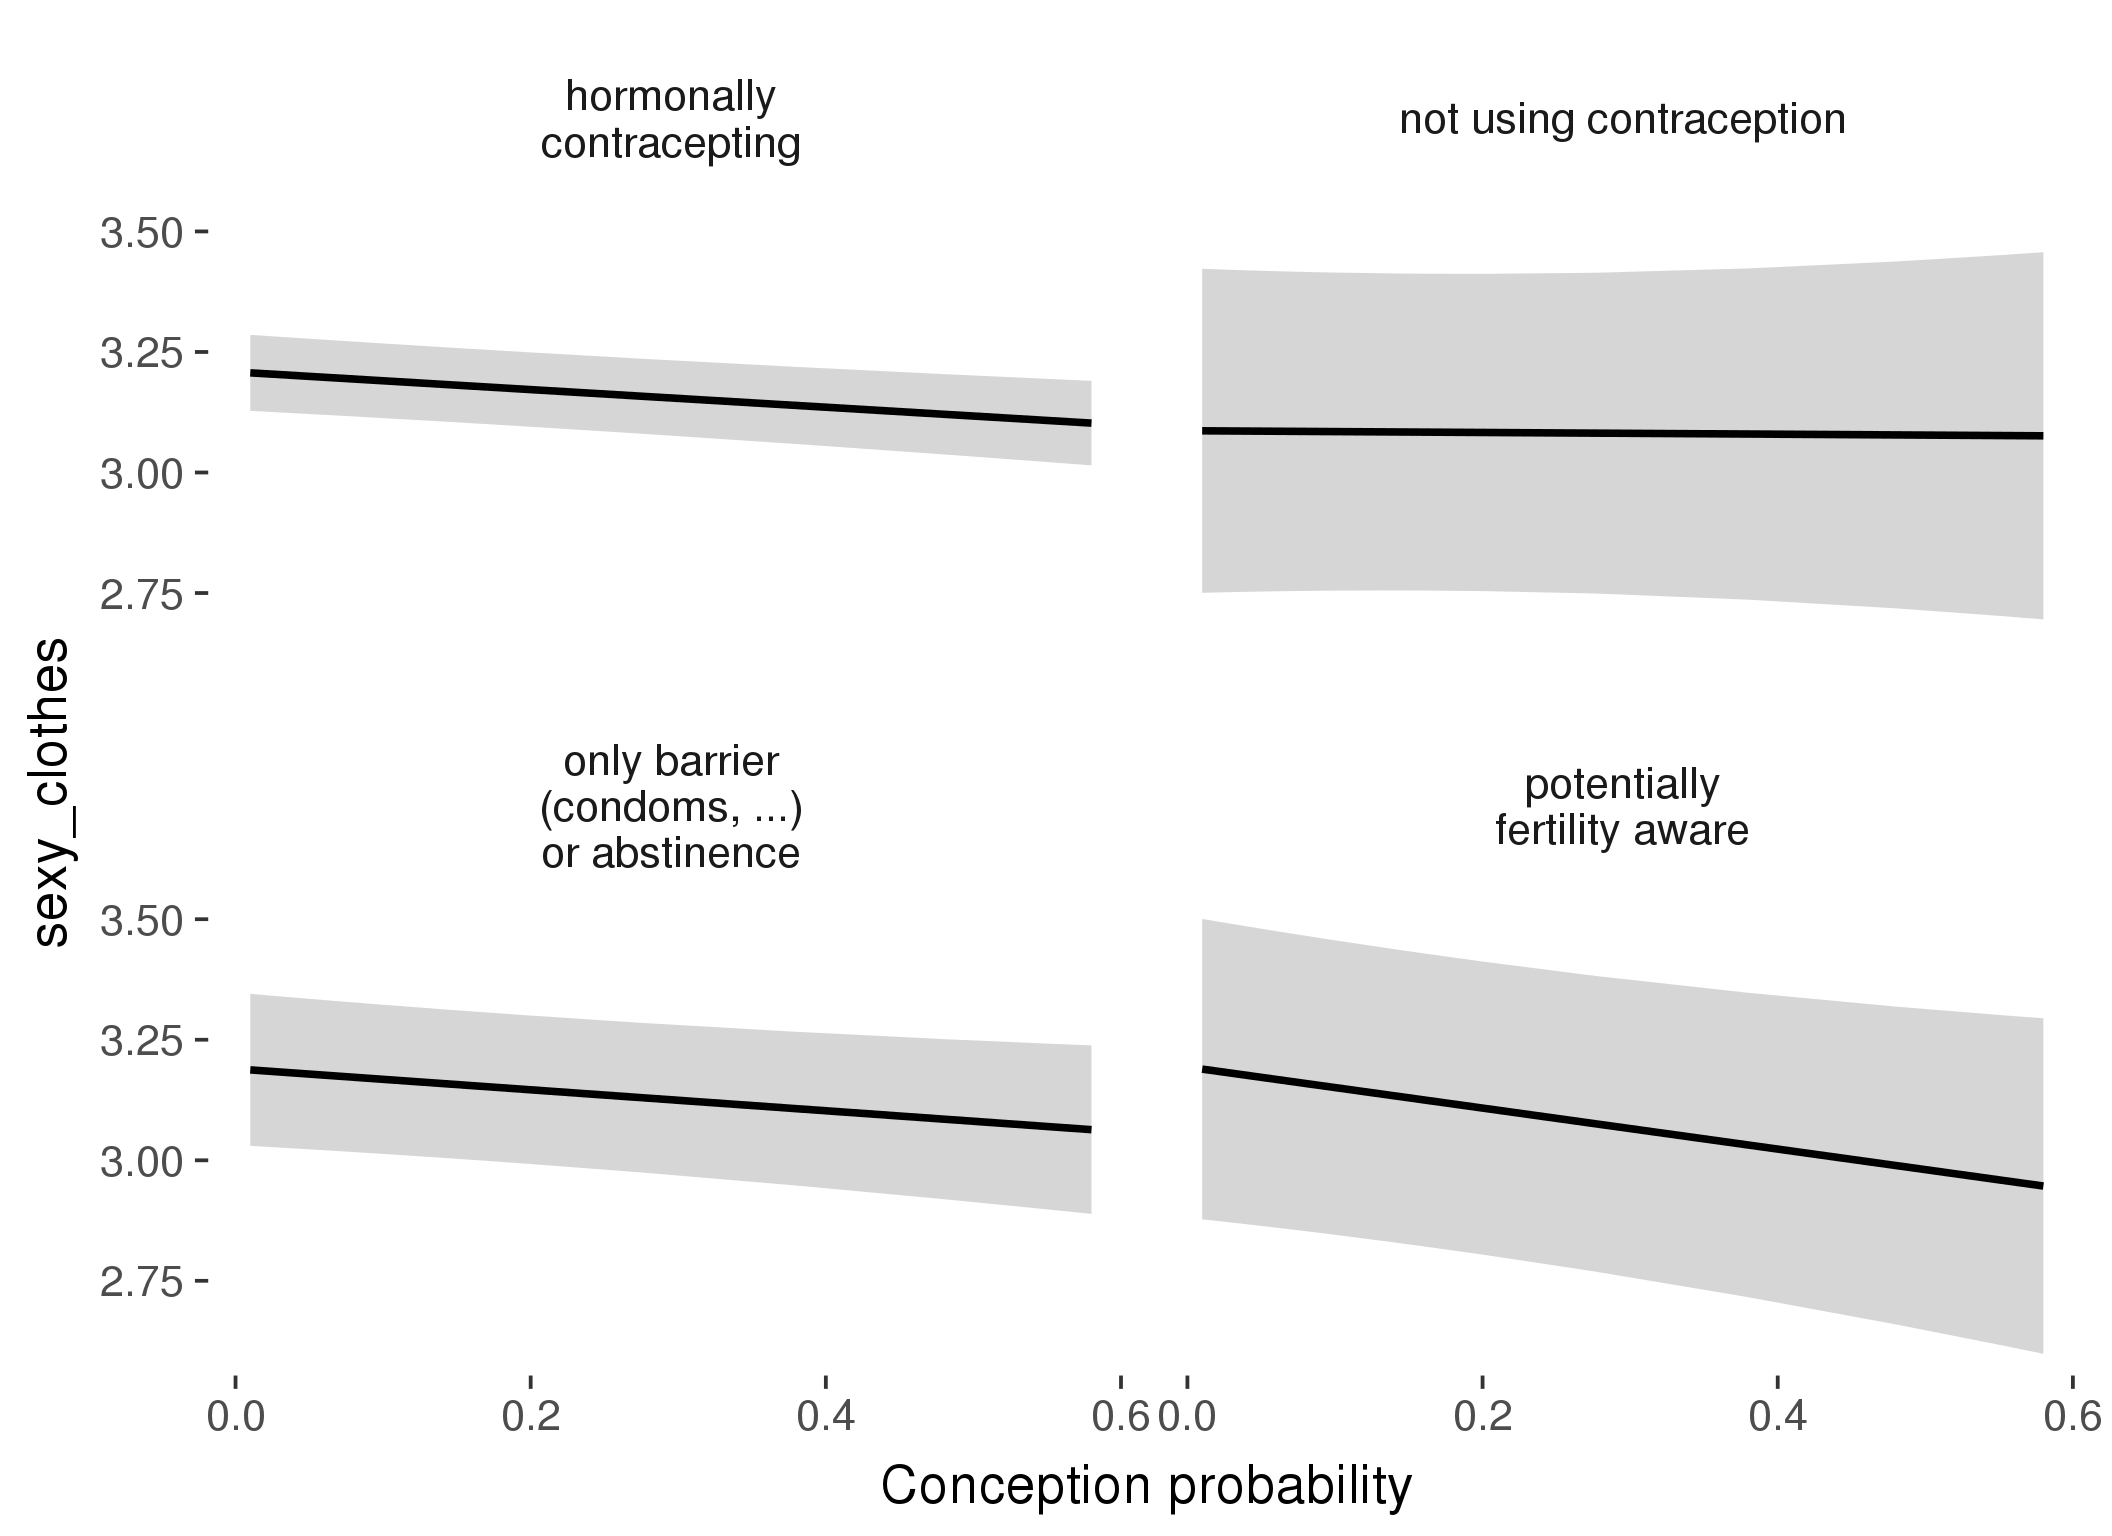 hormonally
contracepting
not using contraception
3.50
3.25
3.00
2.75
sexy_clothes
only barrier
(condoms, ...)
or abstinence
potentially
fertility aware
3.50
3.25
3.00
2.75
0.0 0.2 0.4 0.6 0.0 0.2 0.4 0.6
Conception probability